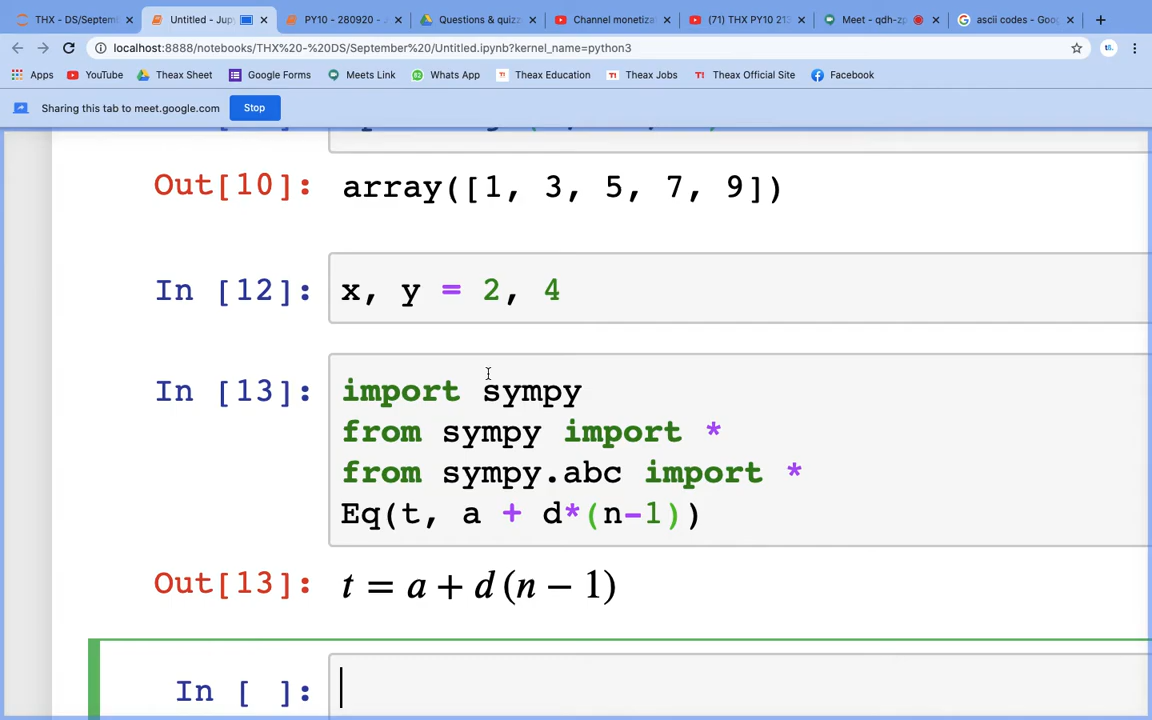 THX - DS/Septem
Untitled - Jup
PY10 - 280920 - J
Questions & quizz
Channel monetiza
(71) THX PY10 213
Meet - qdh-zp
ascii codes - Goo
localhost:8888/notebooks/THX%20-%20DS/September%20/Untitled.ipynb?kernel_name=python3
Apps
YouTube
Theax Sheet
Google Forms
Meets Link
Whats App
Theax Education
Theax Jobs
Theax Official Site
Facebook
Sharing this tab to meet.google.com
Stop
Out[10]: array([1, 3, 5, 7, 9])
In [12]: x, y = 2, 4
In [13]: import sympy
from sympy import *
from sympy.abc import *
Eq(t, a + d*(n-1))
Out[13]: t = a + d (n − 1)
In [ ]: